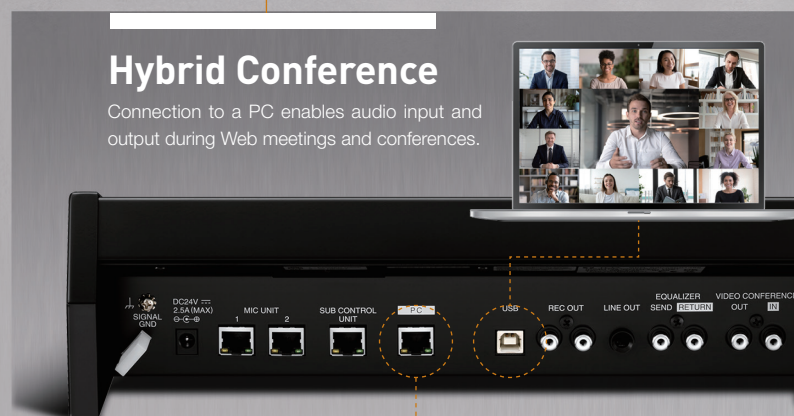 Hybrid Conference
Connection to a PC enables audio input and
output during Web meetings and conferences.
SIGNAL
GND
DC24V ⎓
2.5A (MAX)
MIC UNIT
1 2
SUB CONTROL
UNIT
PC
USB
REC OUT
LINE OUT
EQUALIZER
SEND RETURN
VIDEO CONFERENCE
OUT IN